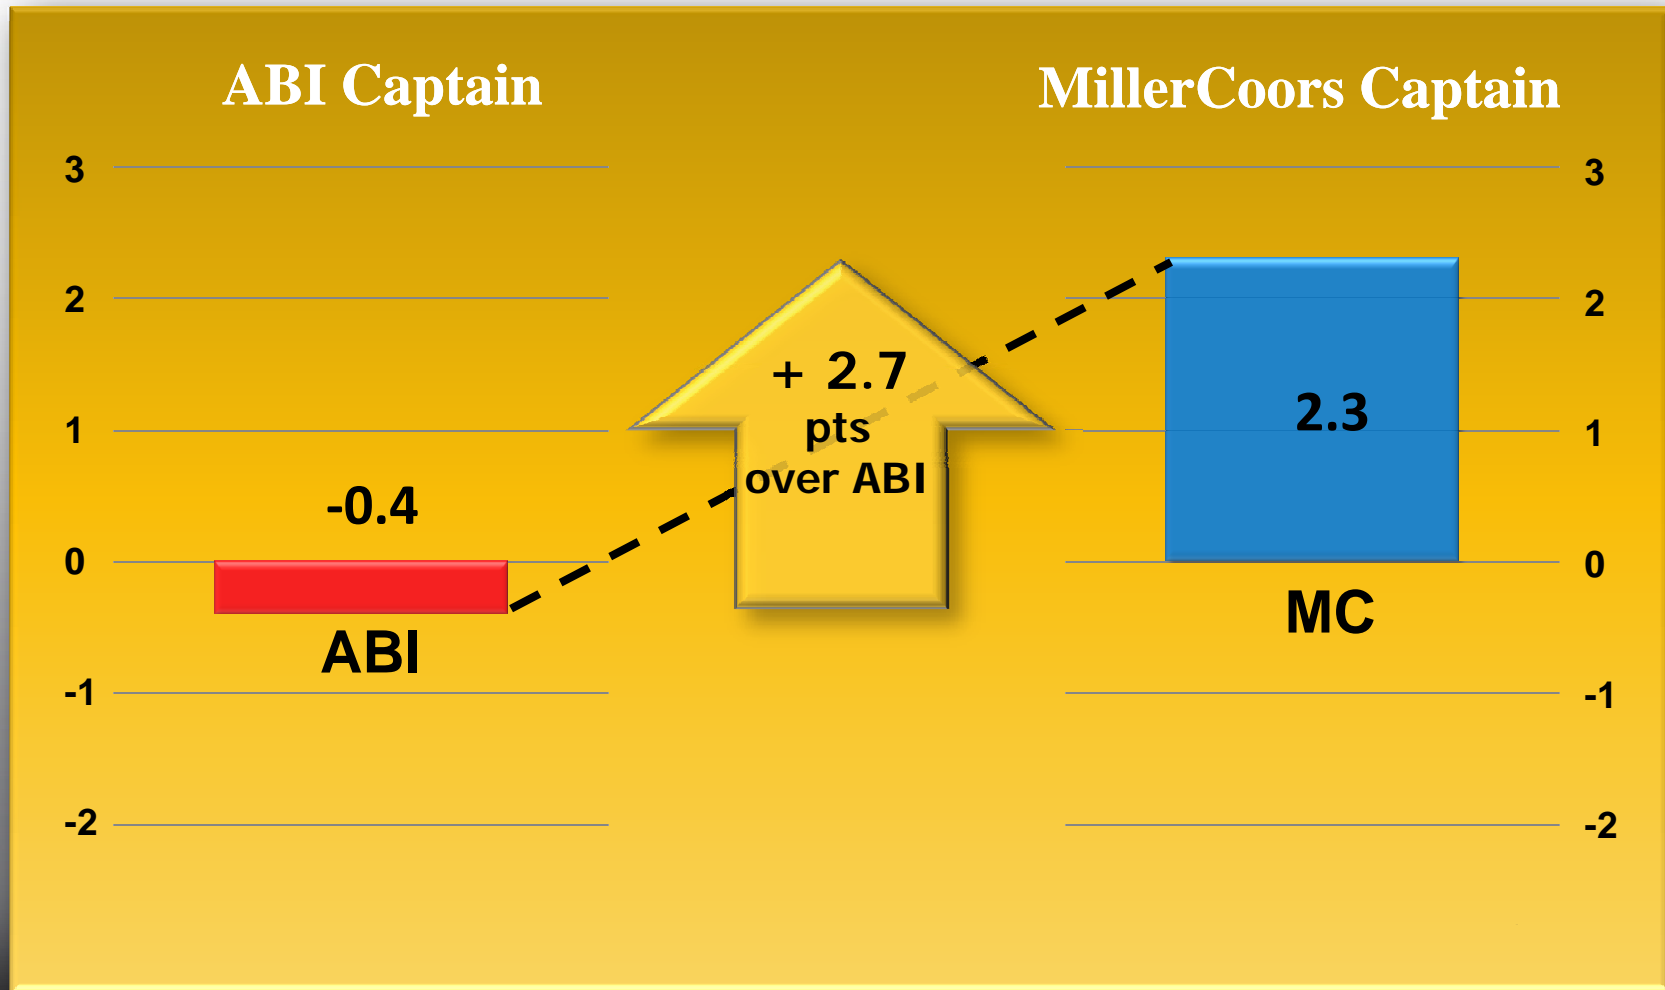 ABI Captain
MillerCoors Captain
3
2
1
0
-1
-2
-0.4
ABI
+ 2.7
pts
over ABI
2.3
MC
3
2
1
0
-1
-2